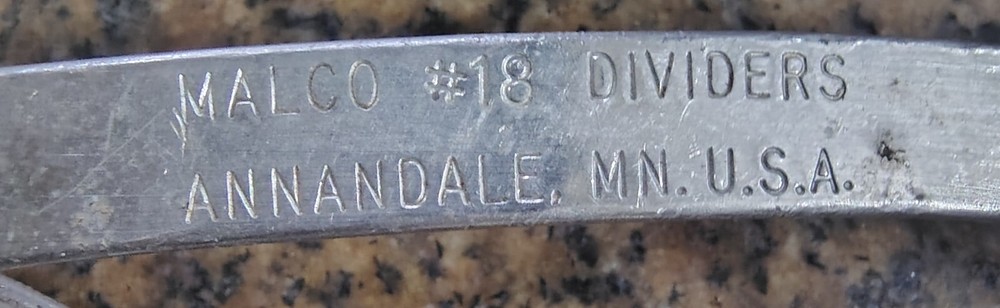 MALCO #18 DIVIDERS
ANNANDALE, MN. U.S.A.